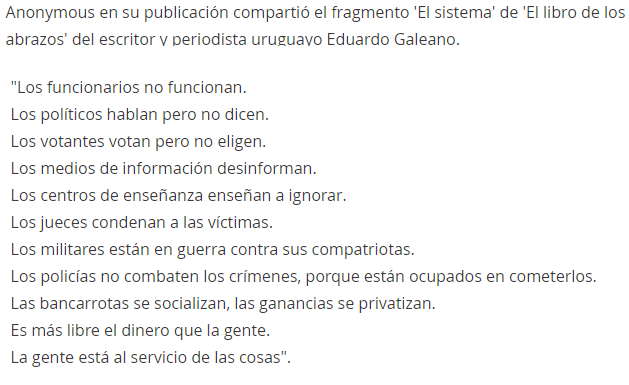 Anonymous en su publicación compartió el fragmento 'El sistema' de 'El libro de los
abrazos' del escritor y periodista uruguayo Eduardo Galeano.
"Los funcionarios no funcionan.
Los políticos hablan pero no dicen.
Los votantes votan pero no eligen.
Los medios de información desinforman.
Los centros de enseñanza enseñan a ignorar.
Los jueces condenan a las víctimas.
Los militares están en guerra contra sus compatriotas.
Los policías no combaten los crímenes, porque están ocupados en cometerlos.
Las bancarrotas se socializan, las ganancias se privatizan.
Es más libre el dinero que la gente.
La gente está al servicio de las cosas".